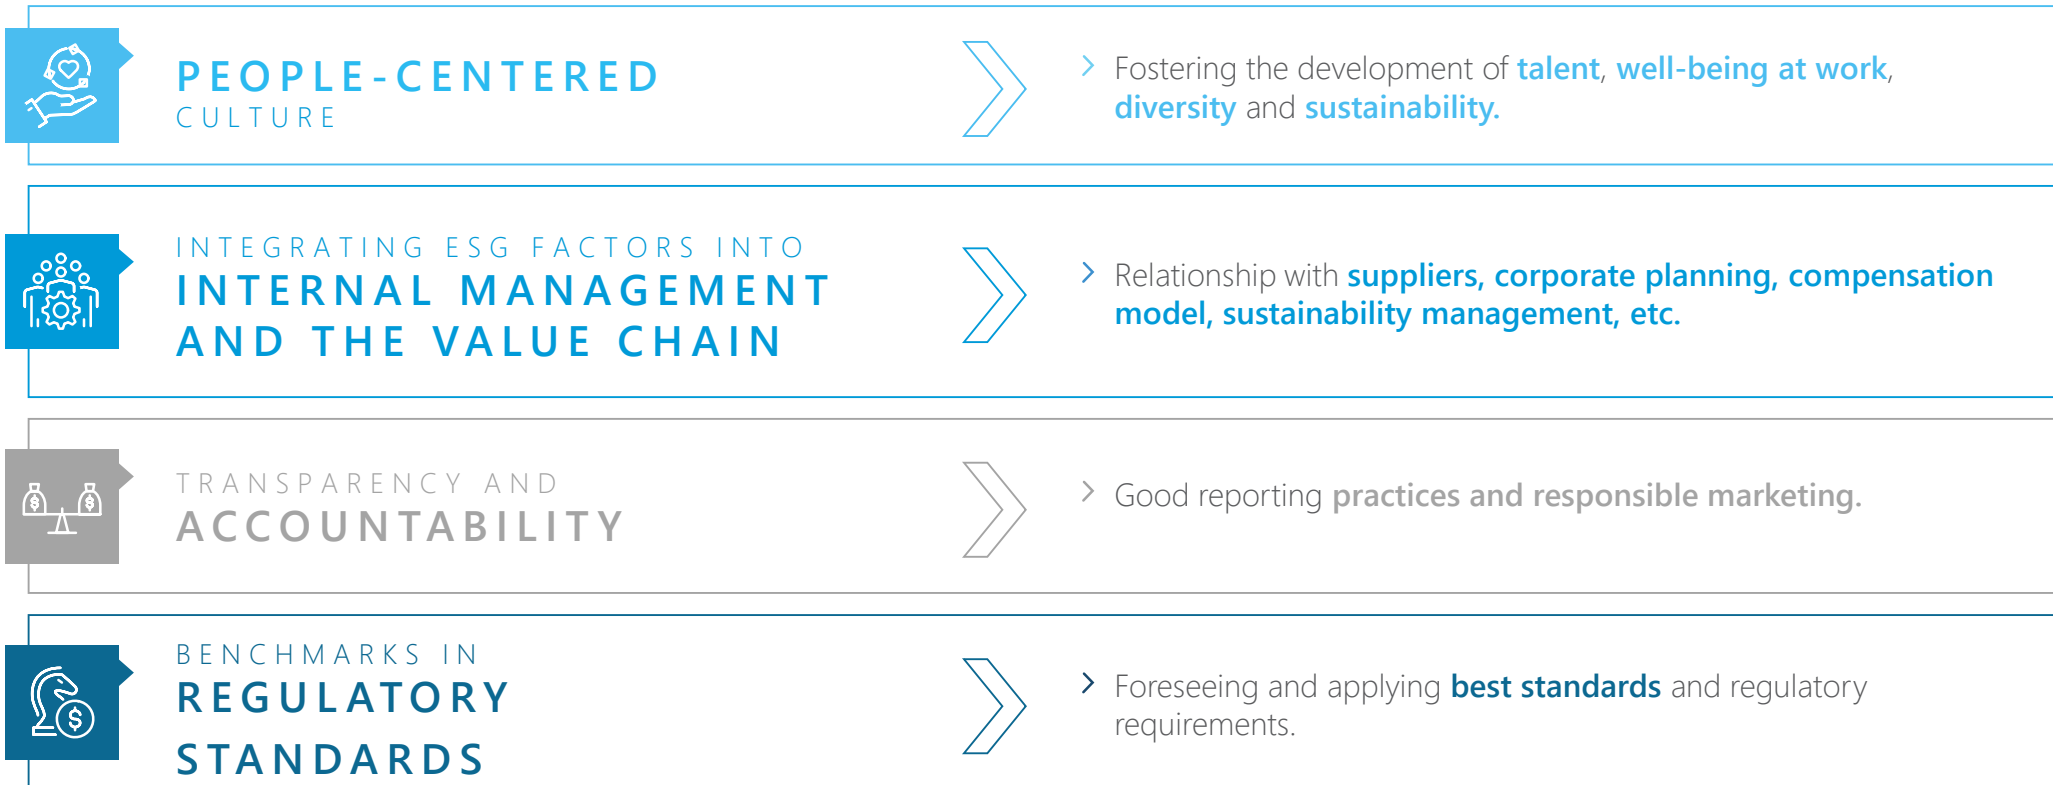 PEOPLE-CENTERED
CULTURE
> Fostering the development of talent, well-being at work,
diversity and sustainability.
INTEGRATING ESG FACTORS INTO
INTERNAL MANAGEMENT
AND THE VALUE CHAIN
> Relationship with suppliers, corporate planning, compensation
model, sustainability management, etc.
TRANSPARENCY AND
ACCOUNTABILITY
> Good reporting practices and responsible marketing.
BENCHMARKS IN
REGULATORY
STANDARDS
> Foreseeing and applying best standards and regulatory
requirements.